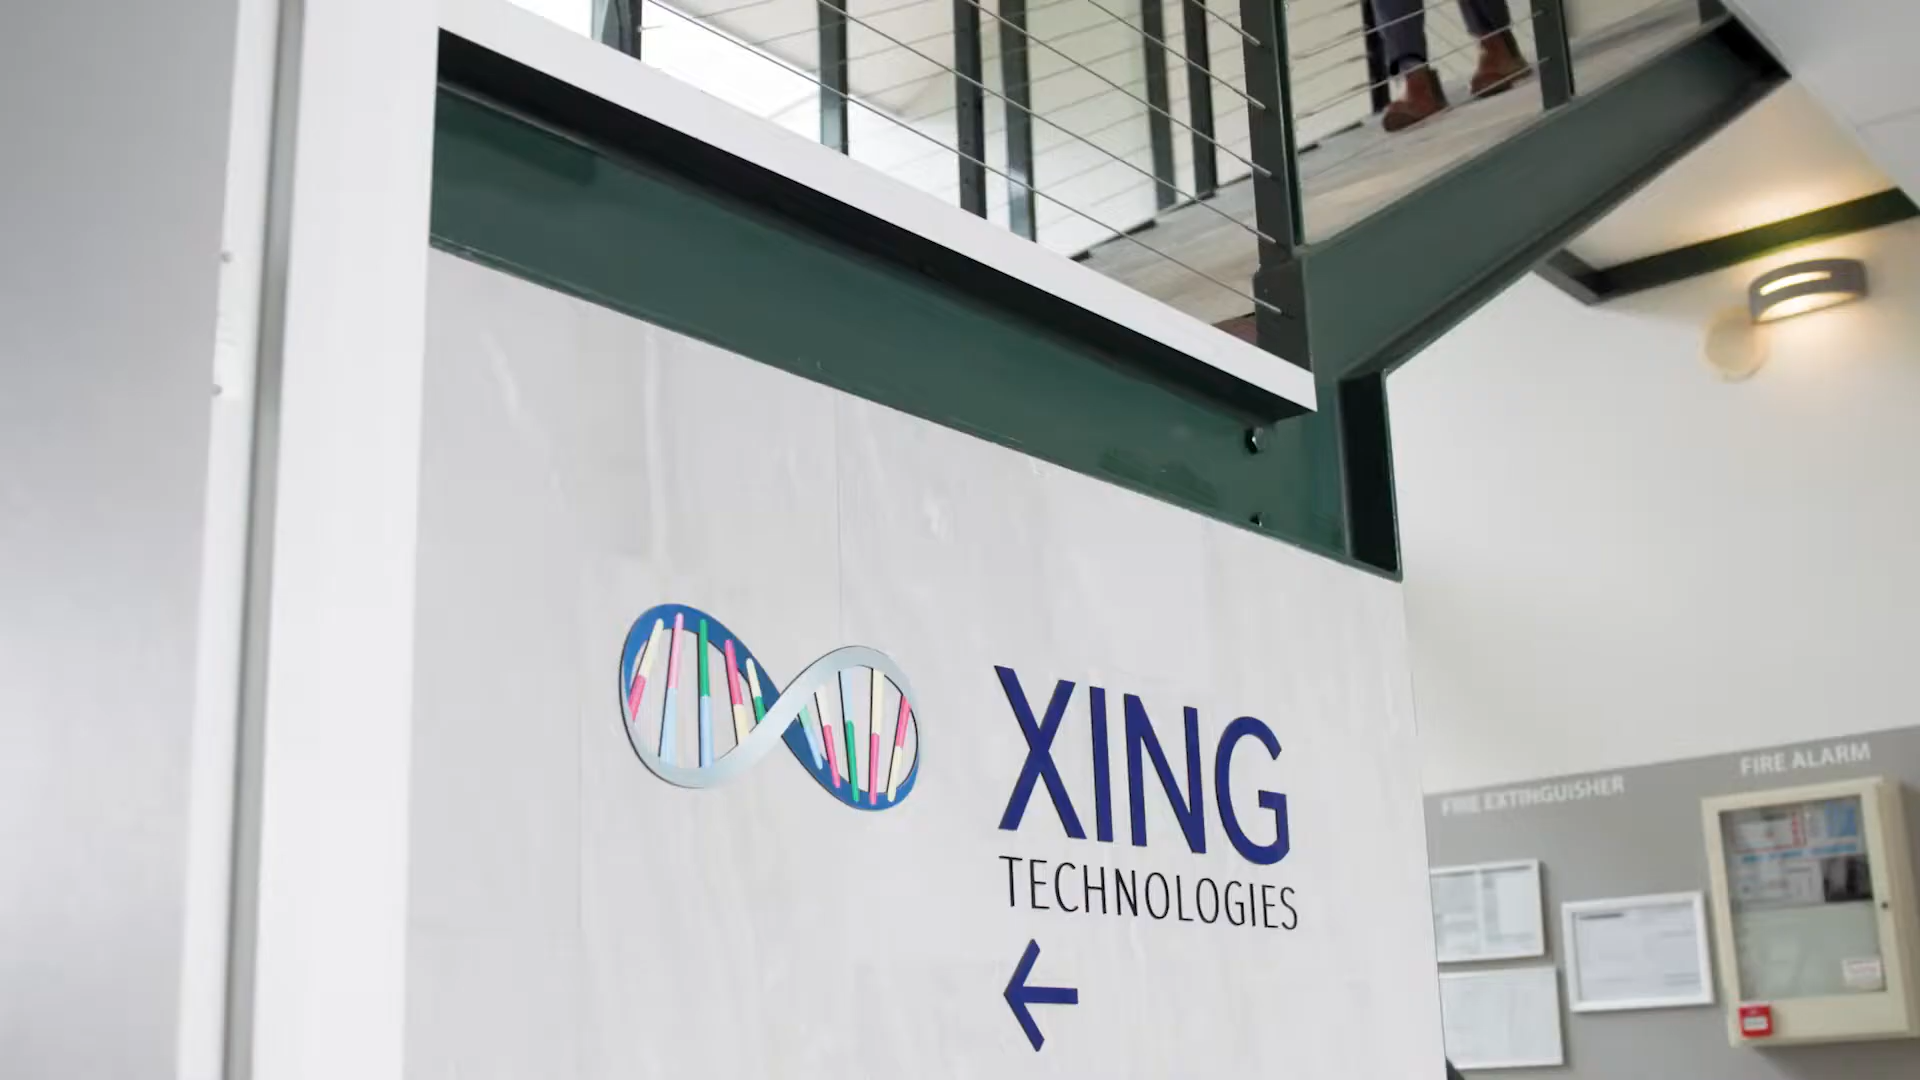 XING
TECHNOLOGIES
FIRE EXTINGUISHER
FIRE ALARM